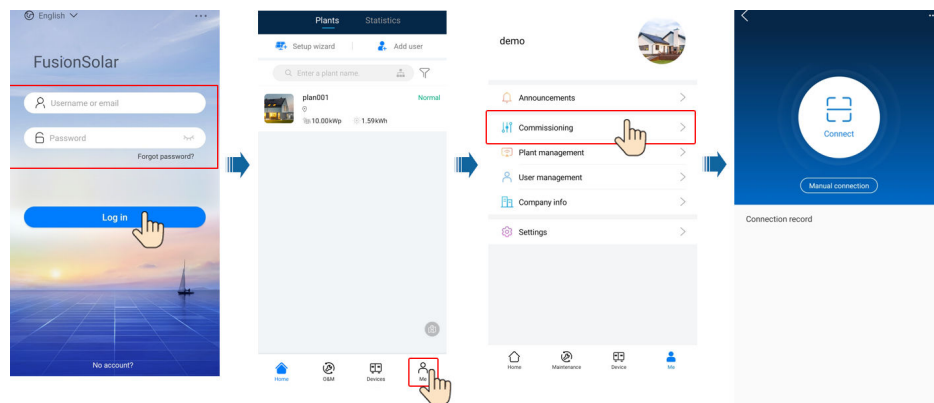 English
FusionSolar
Username or email
Password
Forgot password?
Log in
No account?
Plants Statistics
Setup wizard Add user
Enter a plant name
plan001 Normal
10.00kWp 1.59kWh
Home O&M Devices Me
demo
Announcements
Commissioning
Plant management
User management
Company info
Settings
Home Maintenance Device Me
Connect
Manual connection
Connection record